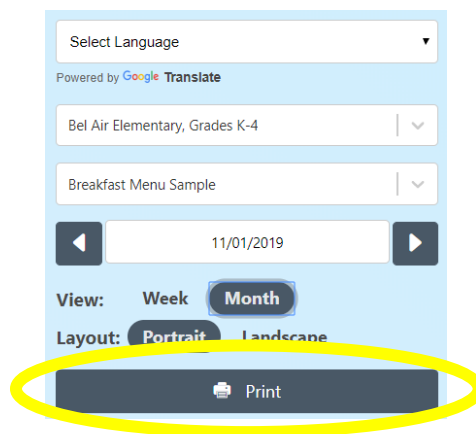 Select Language
Powered by Google Translate
Bel Air Elementary, Grades K-4
Breakfast Menu Sample
11/01/2019
View: Week Month
Layout: Portrait Landscape
Print